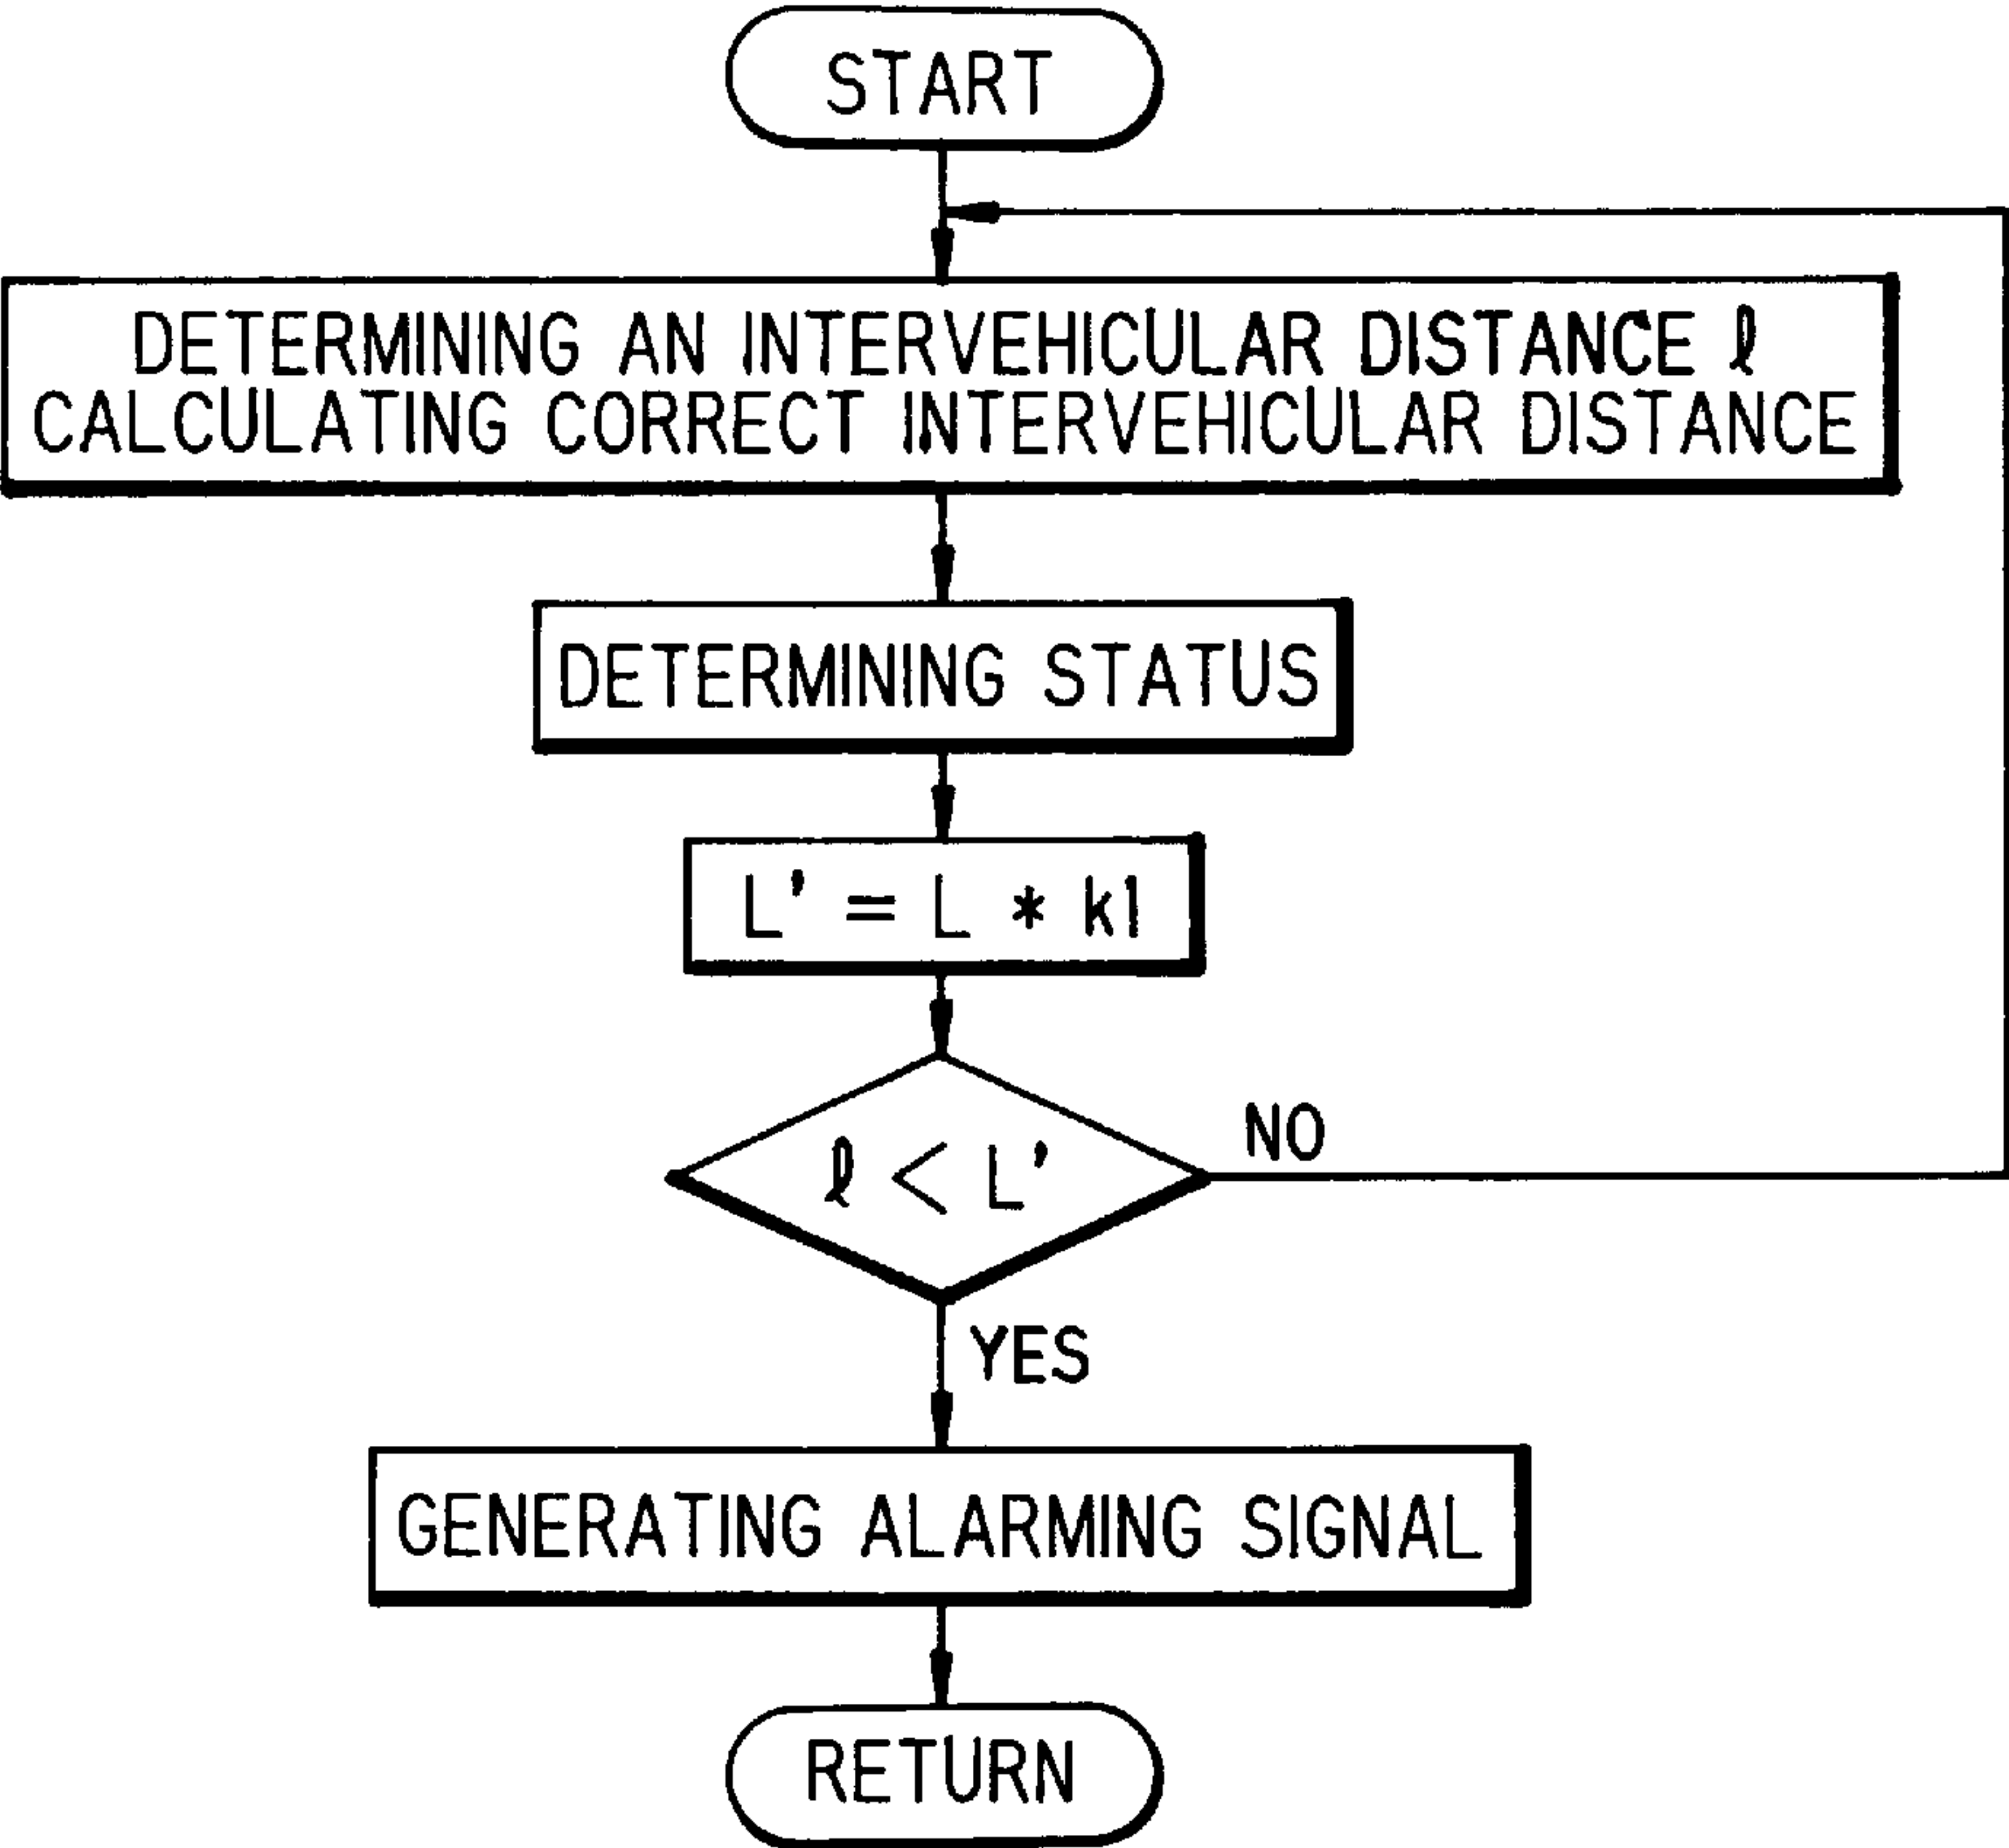 START
DETERMINING AN INTERVEHICULAR DISTANCE ℓ
CALCULATING CORRECT INTERVEHICULAR DISTANCE
DETERMINING STATUS
L' = L * k1
ℓ < L'
NO
YES
GENERATING ALARMING SIGNAL
RETURN